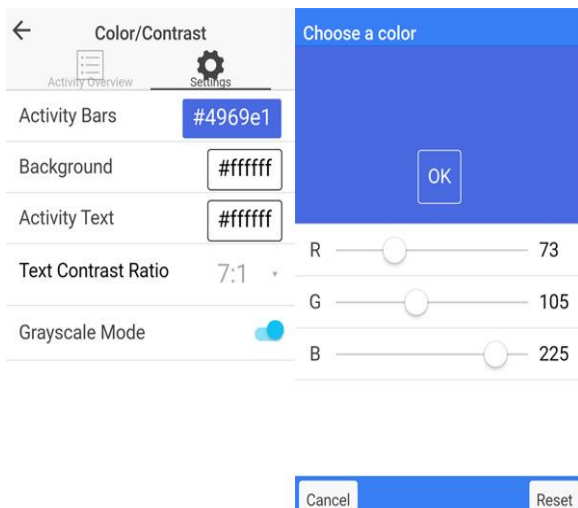 Color/Contrast
Activity Overview
Settings
Activity Bars #4969e1
Background #ffffff
Activity Text #ffffff
Text Contrast Ratio 7:1
Grayscale Mode
Choose a color
OK
R 73
G 105
B 225
Cancel Reset